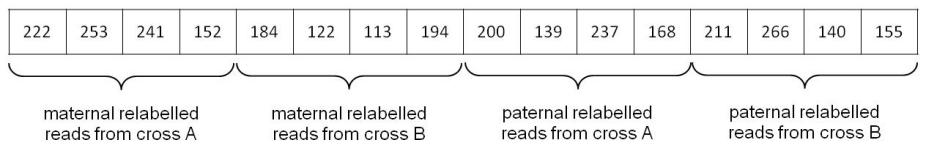 222 253 241 152 184 122 113 194 200 139 237 168 211 266 140 155
maternal relabelled
reads from cross A
maternal relabelled
reads from cross B
paternal relabelled
reads from cross A
paternal relabelled
reads from cross B